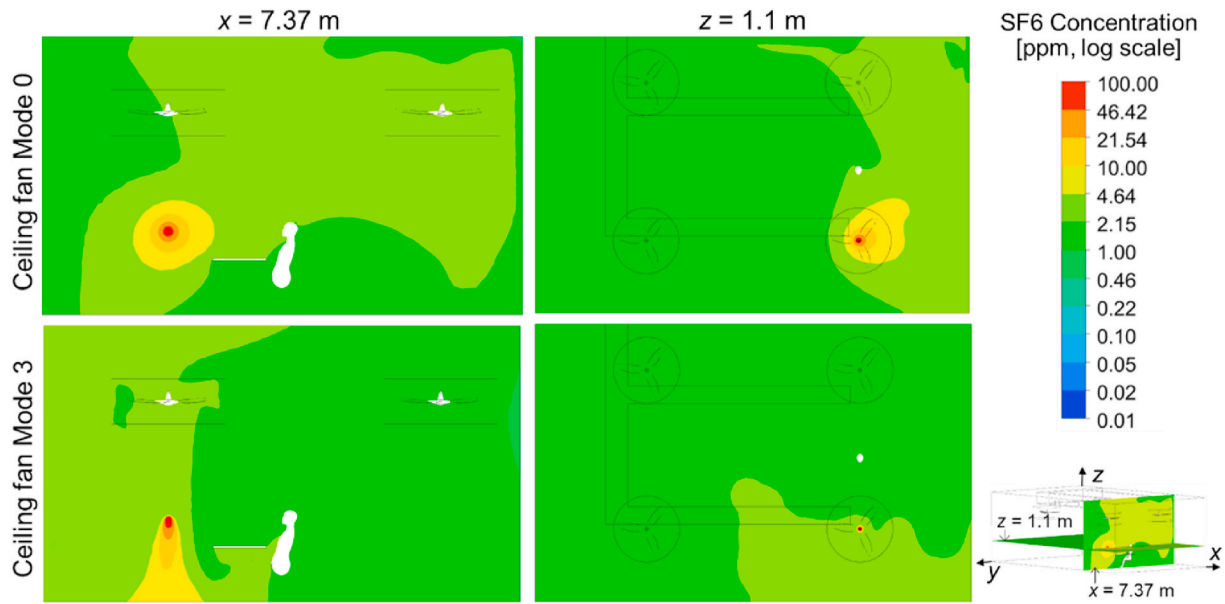 x = 7.37 m
z = 1.1 m
SF6 Concentration
[ppm, log scale]
Ceiling fan Mode 0
Ceiling fan Mode 3
100.00
46.42
21.54
10.00
4.64
2.15
1.00
0.46
0.22
0.10
0.05
0.02
0.01
z
z = 1.1 m
x
y
x = 7.37 m